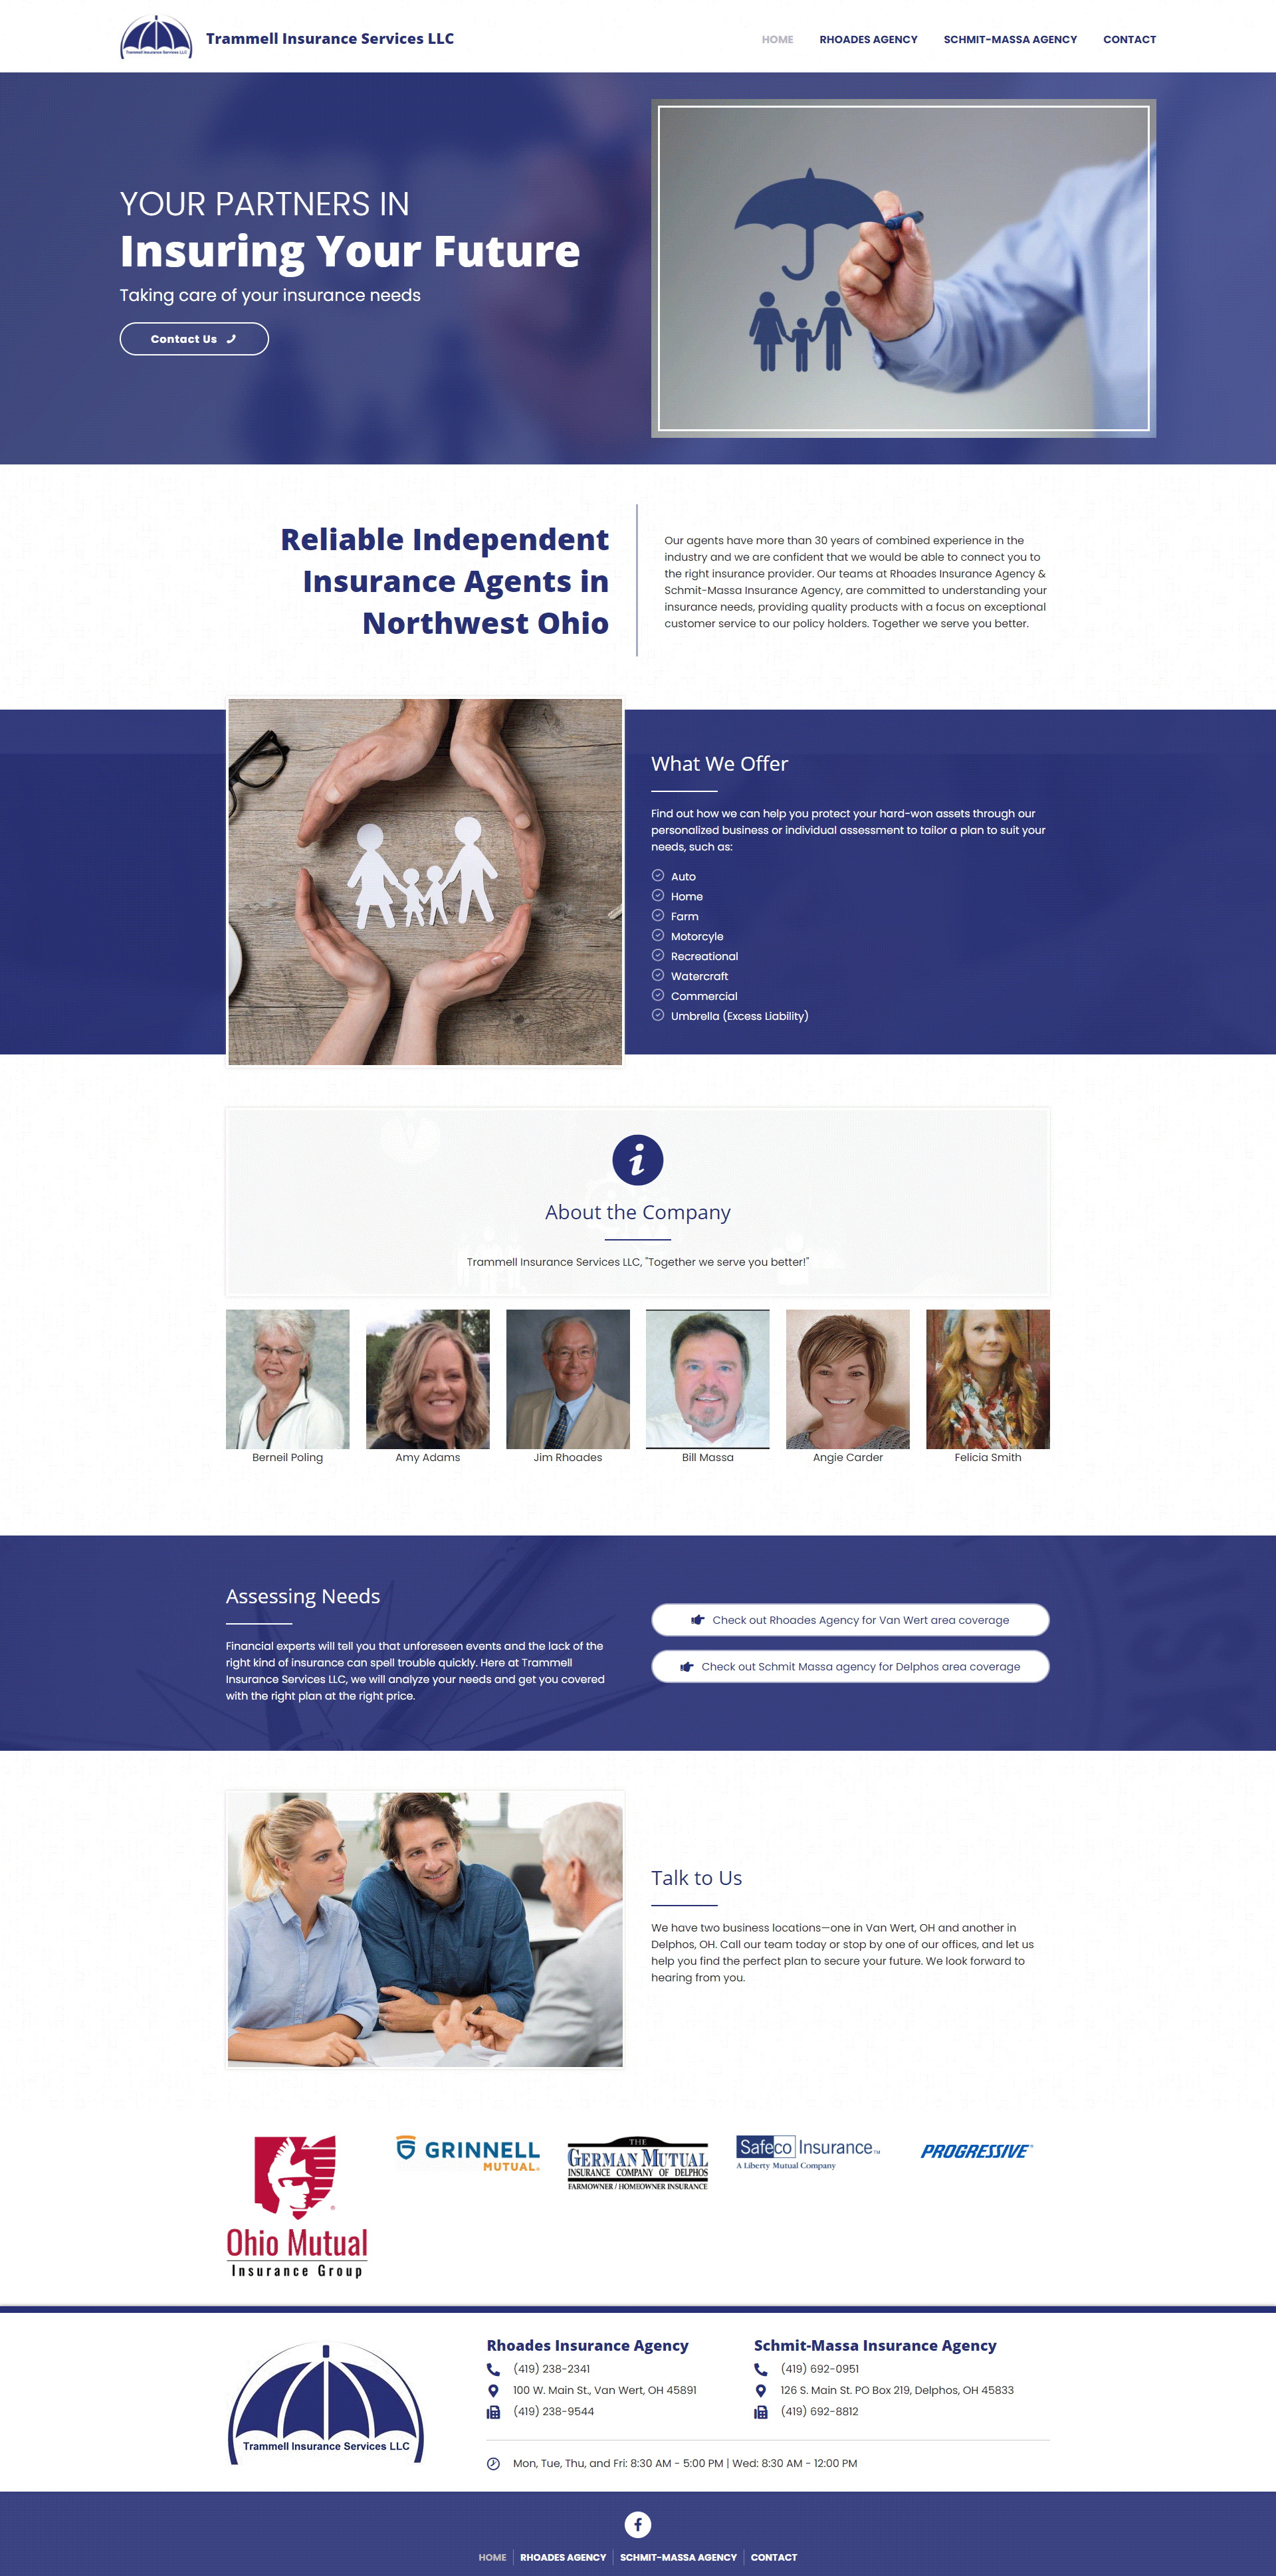 Trammell Insurance Services LLC
Trammell Insurance Services LLC
HOME
RHOADES AGENCY
SCHMIT-MASSA AGENCY
CONTACT
YOUR PARTNERS IN
Insuring Your Future
Taking care of your insurance needs
Contact Us
Reliable Independent
Insurance Agents in
Northwest Ohio
Our agents have more than 30 years of combined experience in the
industry and we are confident that we would be able to connect you to
the right insurance provider. Our teams at Rhoades Insurance Agency &
Schmit-Massa Insurance Agency, are committed to understanding your
insurance needs, providing quality products with a focus on exceptional
customer service to our policy holders. Together we serve you better.
What We Offer
Find out how we can help you protect your hard-won assets through our
personalized business or individual assessment to tailor a plan to suit your
needs, such as:
Auto
Home
Farm
Motorcyle
Recreational
Watercraft
Commercial
Umbrella (Excess Liability)
About the Company
Trammell Insurance Services LLC, "Together we serve you better!"
Berneil Poling
Amy Adams
Jim Rhoades
Bill Massa
Angie Carder
Felicia Smith
Assessing Needs
Financial experts will tell you that unforeseen events and the lack of the
right kind of insurance can spell trouble quickly. Here at Trammell
Insurance Services LLC, we will analyze your needs and get you covered
with the right plan at the right price.
Check out Rhoades Agency for Van Wert area coverage
Check out Schmit Massa agency for Delphos area coverage
RISK
Talk to Us
We have two business locations—one in Van Wert, OH and another in
Delphos, OH. Call our team today or stop by one of our offices, and let us
help you find the perfect plan to secure your future. We look forward to
hearing from you.
Ohio Mutual
Insurance Group
GRINNELL
MUTUAL®
THE
GERMAN MUTUAL
INSURANCE COMPANY OF DELPHOS
FARMOWNER / HOMEOWNER INSURANCE
Safeco Insurance™
A Liberty Mutual Company
PROGRESSIVE®
Trammell Insurance Services LLC
Rhoades Insurance Agency
(419) 238-2341
100 W. Main St., Van Wert, OH 45891
(419) 238-9544
Schmit-Massa Insurance Agency
(419) 692-0951
126 S. Main St. PO Box 219, Delphos, OH 45833
(419) 692-8812
Mon, Tue, Thu, and Fri: 8:30 AM - 5:00 PM | Wed: 8:30 AM - 12:00 PM
HOME
RHOADES AGENCY
SCHMIT-MASSA AGENCY
CONTACT